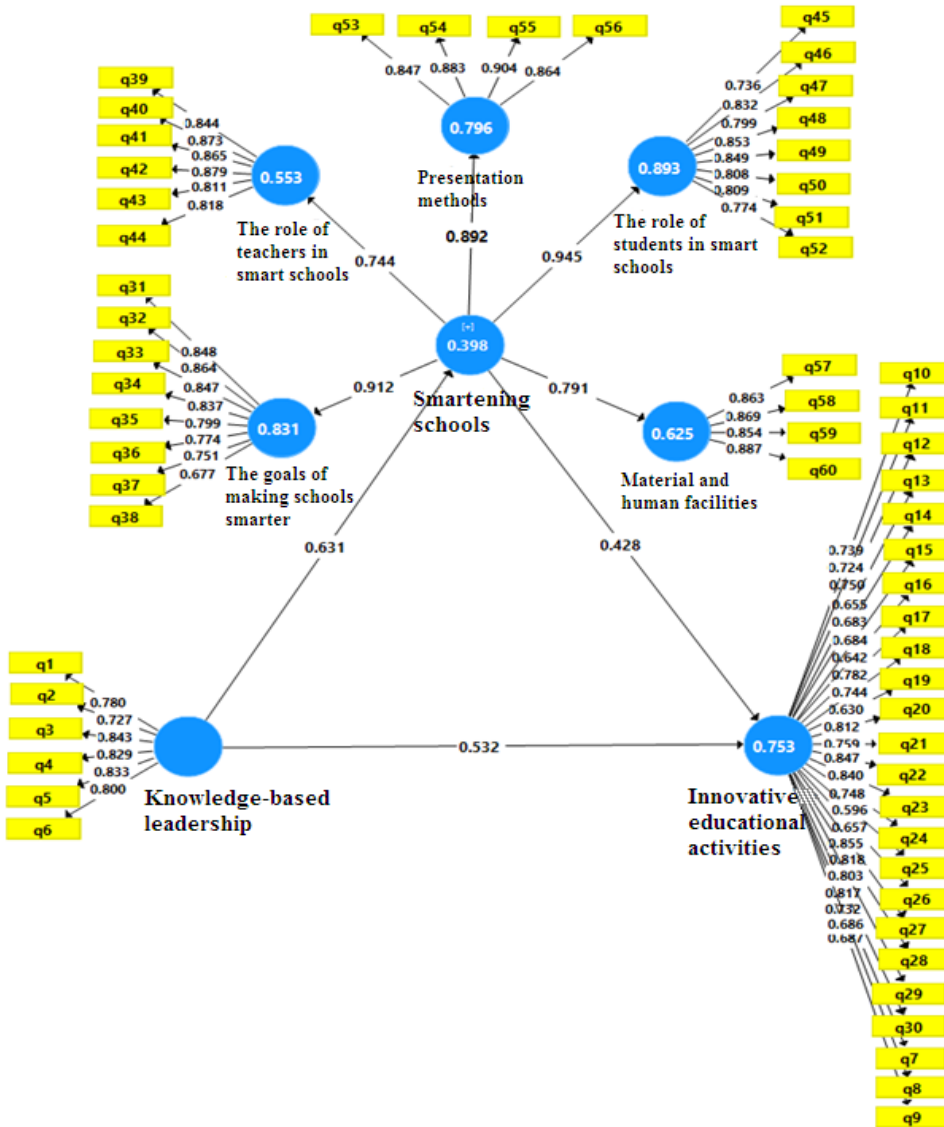 q53
q54
q55
q56
0.847
0.883
0.904
0.864
0.796
Presentation
methods
0.892
q39
q40
q41
q42
q43
q44
0.844
0.873
0.865
0.879
0.811
0.818
0.553
The role of
teachers in
smart schools
0.744
q45
q46
q47
q48
q49
q50
q51
q52
0.736
0.832
0.799
0.853
0.849
0.808
0.809
0.774
0.893
The role of
students in smart
schools
0.945
q31
q32
q33
q34
q35
q36
q37
q38
0.848
0.864
0.847
0.837
0.799
0.774
0.751
0.677
0.831
The goals of
making schools
smarter
0.912
[+]
0.398
Smartening
schools
0.791
q57
q58
q59
q60
0.863
0.869
0.854
0.887
0.625
Material and
human facilities
0.631
0.428
q1
q2
q3
q4
q5
q6
0.780
0.727
0.843
0.829
0.833
0.800
Knowledge-based
leadership
0.532
0.753
Innovative
educational
activities
q10
q11
q12
q13
q14
q15
q16
q17
q18
q19
q20
q21
q22
q23
q24
q25
q26
q27
q28
q29
q30
q7
q8
q9
0.739
0.724
0.750
0.655
0.683
0.684
0.642
0.782
0.744
0.630
0.812
0.759
0.847
0.840
0.748
0.596
0.657
0.855
0.818
0.803
0.817
0.732
0.686
0.687